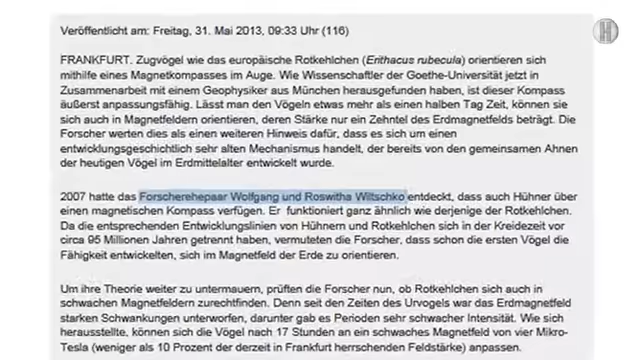 Veröffentlicht am: Freitag, 31. Mai 2013, 09:33 Uhr (116)
FRANKFURT. Zugvögel wie das europäische Rotkehlchen (Erithacus rubecula) orientieren sich
mithilfe eines Magnetkompasses im Auge. Wie Wissenschaftler der Goethe-Universität jetzt in
Zusammenarbeit mit einem Geophysiker aus München herausgefunden haben, ist dieser Kompass
äußerst anpassungsfähig. Lässt man den Vögeln etwas mehr als einen halben Tag Zeit, können sie
sich auch in Magnetfeldern orientieren, deren Stärke nur ein Zehntel des Erdmagnetfelds beträgt. Die
Forscher werten dies als einen weiteren Hinweis dafür, dass es sich um einen
entwicklungsgeschichtlich sehr alten Mechanismus handelt, der bereits von den gemeinsamen Ahnen
der heutigen Vögel im Erdmittelalter entwickelt wurde.
2007 hatte das Forscherehepaar Wolfgang und Roswitha Wiltschko entdeckt, dass auch Hühner über
einen magnetischen Kompass verfügen. Er funktioniert ganz ähnlich wie derjenige der Rotkehlchen.
Da die entsprechenden Entwicklungslinien von Hühnern und Rotkehlchen sich in der Kreidezeit vor
circa 95 Millionen Jahren getrennt haben, vermuteten die Forscher, dass schon die ersten Vögel die
Fähigkeit entwickelten, sich im Magnetfeld der Erde zu orientieren.
Um ihre Theorie weiter zu untermauern, prüften die Forscher nun, ob Rotkehlchen sich auch in
schwachen Magnetfeldern zurechtfinden. Denn seit den Zeiten des Urvogels war das Erdmagnetfeld
starken Schwankungen unterworfen, darunter gab es Perioden sehr schwacher Intensität. Wie sich
herausstellte, können sich die Vögel nach 17 Stunden an ein schwaches Magnetfeld von vier Mikro-
Tesla (weniger als 10 Prozent der derzeit in Frankfurt herrschenden Feldstärke) anpassen.
H